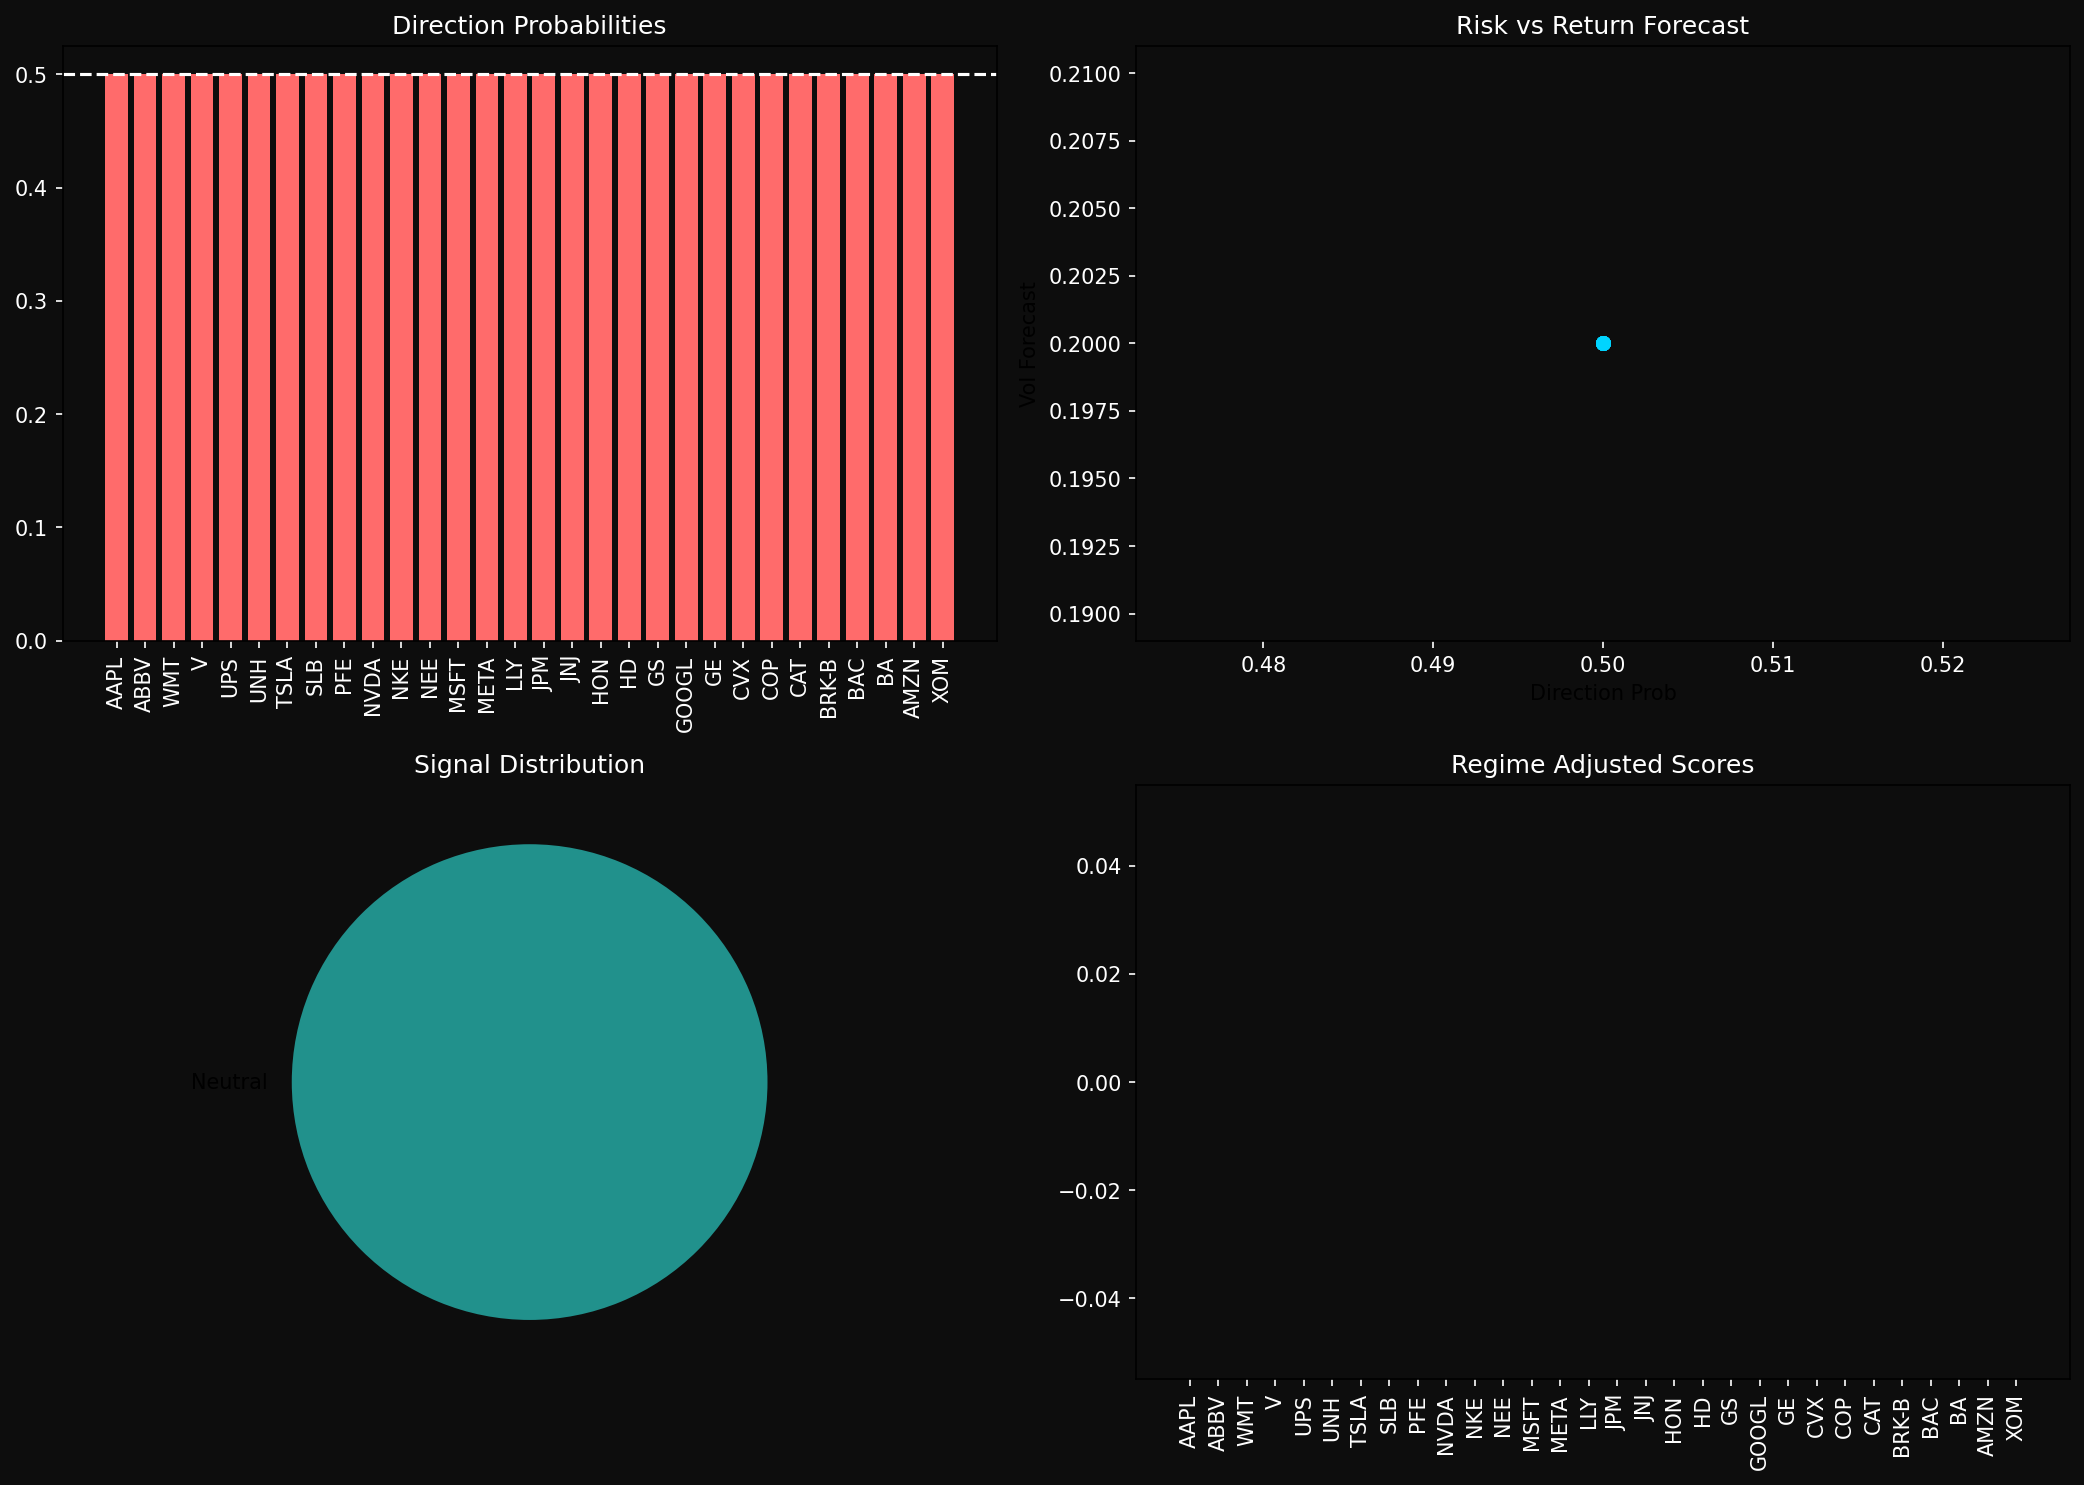 Direction Probabilities
0.5
0.4
0.3
0.2
0.1
0.0
AAPL ABBV WMT V UPS UNH TSLA SLB PFE NVDA NKE NEE MSFT META LLY JPM JNJ HON HD GS GOOGL GE CVX COP CAT BRK-B BAC BA AMZN XOM
Risk vs Return Forecast
Vol Forecast
0.2100
0.2075
0.2050
0.2025
0.2000
0.1975
0.1950
0.1925
0.1900
0.48 0.49 0.50 0.51 0.52
Direction Prob
Signal Distribution
Neutral
Regime Adjusted Scores
0.04
0.02
0.00
−0.02
−0.04
AAPL ABBV WMT V UPS UNH TSLA SLB PFE NVDA NKE NEE MSFT META LLY JPM JNJ HON HD GS GOOGL GE CVX COP CAT BRK-B BAC BA AMZN XOM